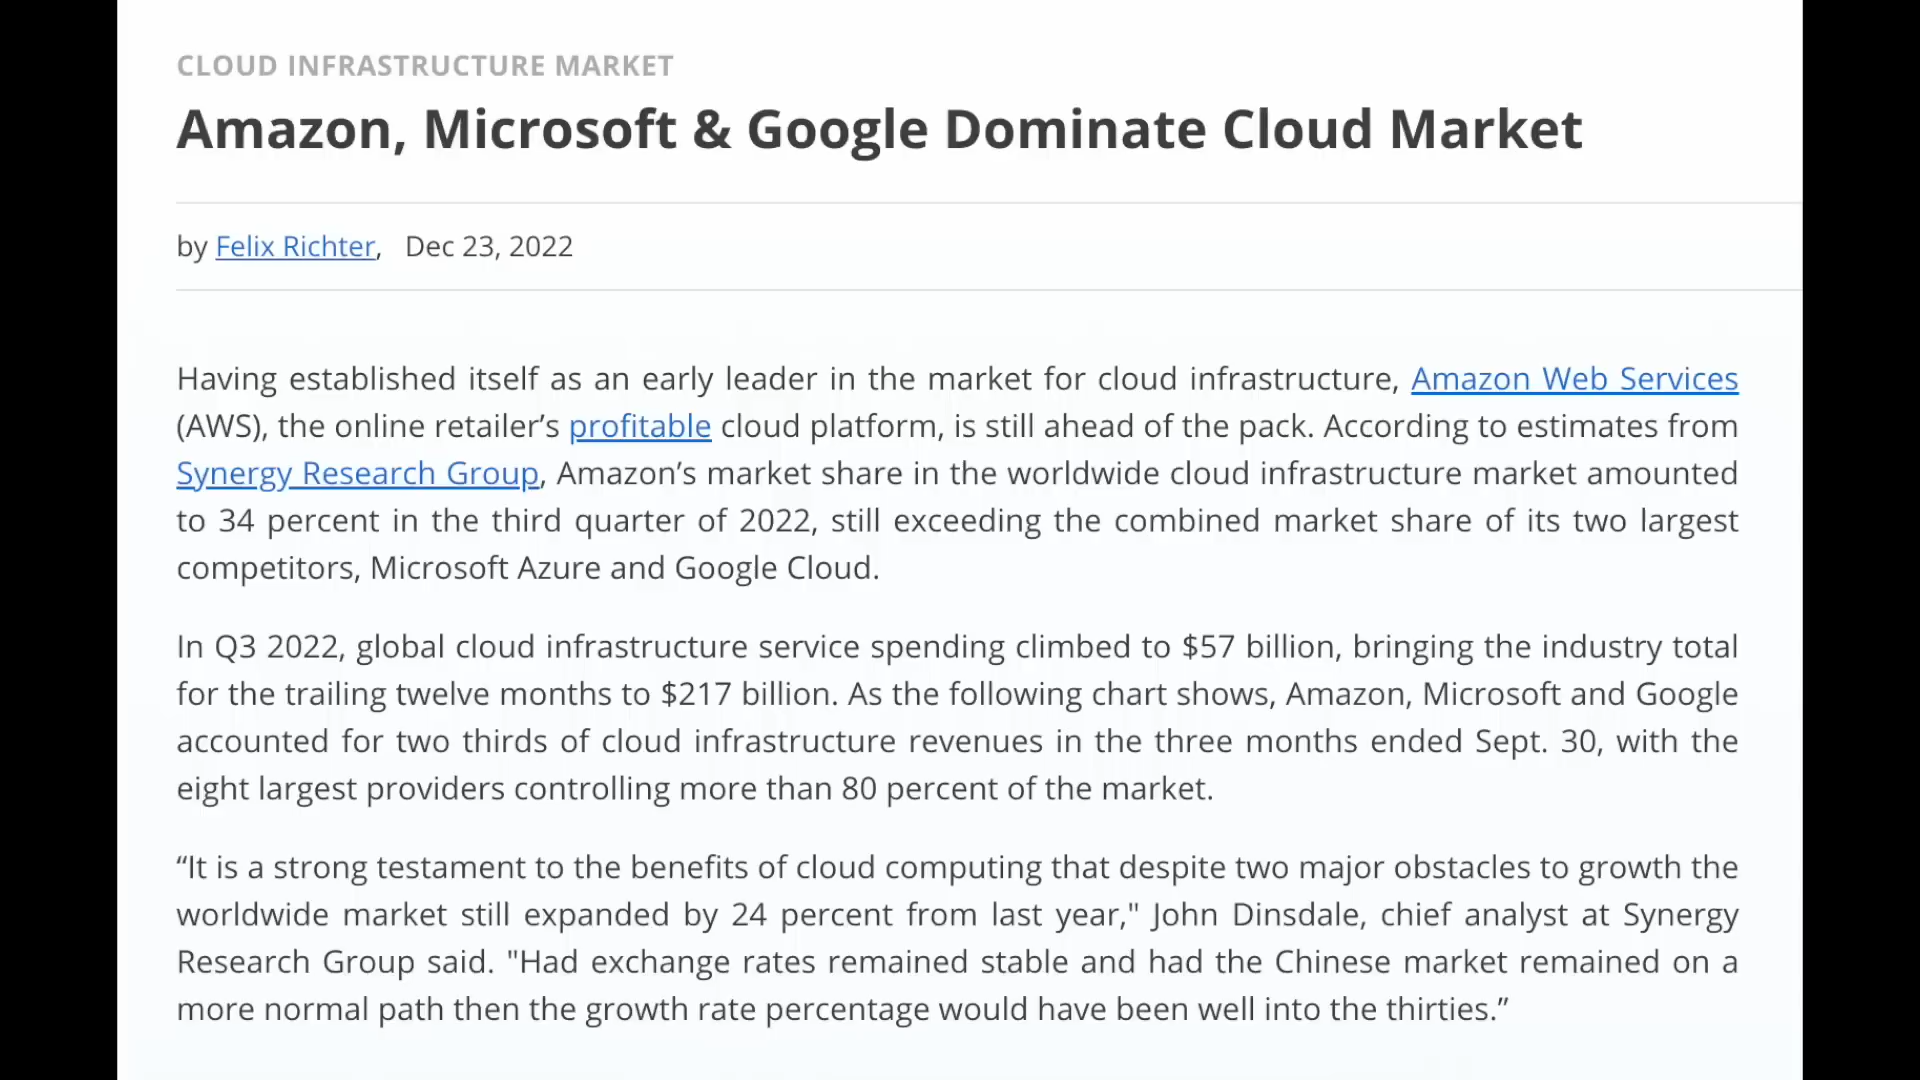 CLOUD INFRASTRUCTURE MARKET
Amazon, Microsoft & Google Dominate Cloud Market
by Felix Richter, Dec 23, 2022
Having established itself as an early leader in the market for cloud infrastructure, Amazon Web Services
(AWS), the online retailer’s profitable cloud platform, is still ahead of the pack. According to estimates from
Synergy Research Group, Amazon’s market share in the worldwide cloud infrastructure market amounted
to 34 percent in the third quarter of 2022, still exceeding the combined market share of its two largest
competitors, Microsoft Azure and Google Cloud.
In Q3 2022, global cloud infrastructure service spending climbed to $57 billion, bringing the industry total
for the trailing twelve months to $217 billion. As the following chart shows, Amazon, Microsoft and Google
accounted for two thirds of cloud infrastructure revenues in the three months ended Sept. 30, with the
eight largest providers controlling more than 80 percent of the market.
“It is a strong testament to the benefits of cloud computing that despite two major obstacles to growth the
worldwide market still expanded by 24 percent from last year," John Dinsdale, chief analyst at Synergy
Research Group said. "Had exchange rates remained stable and had the Chinese market remained on a
more normal path then the growth rate percentage would have been well into the thirties.”